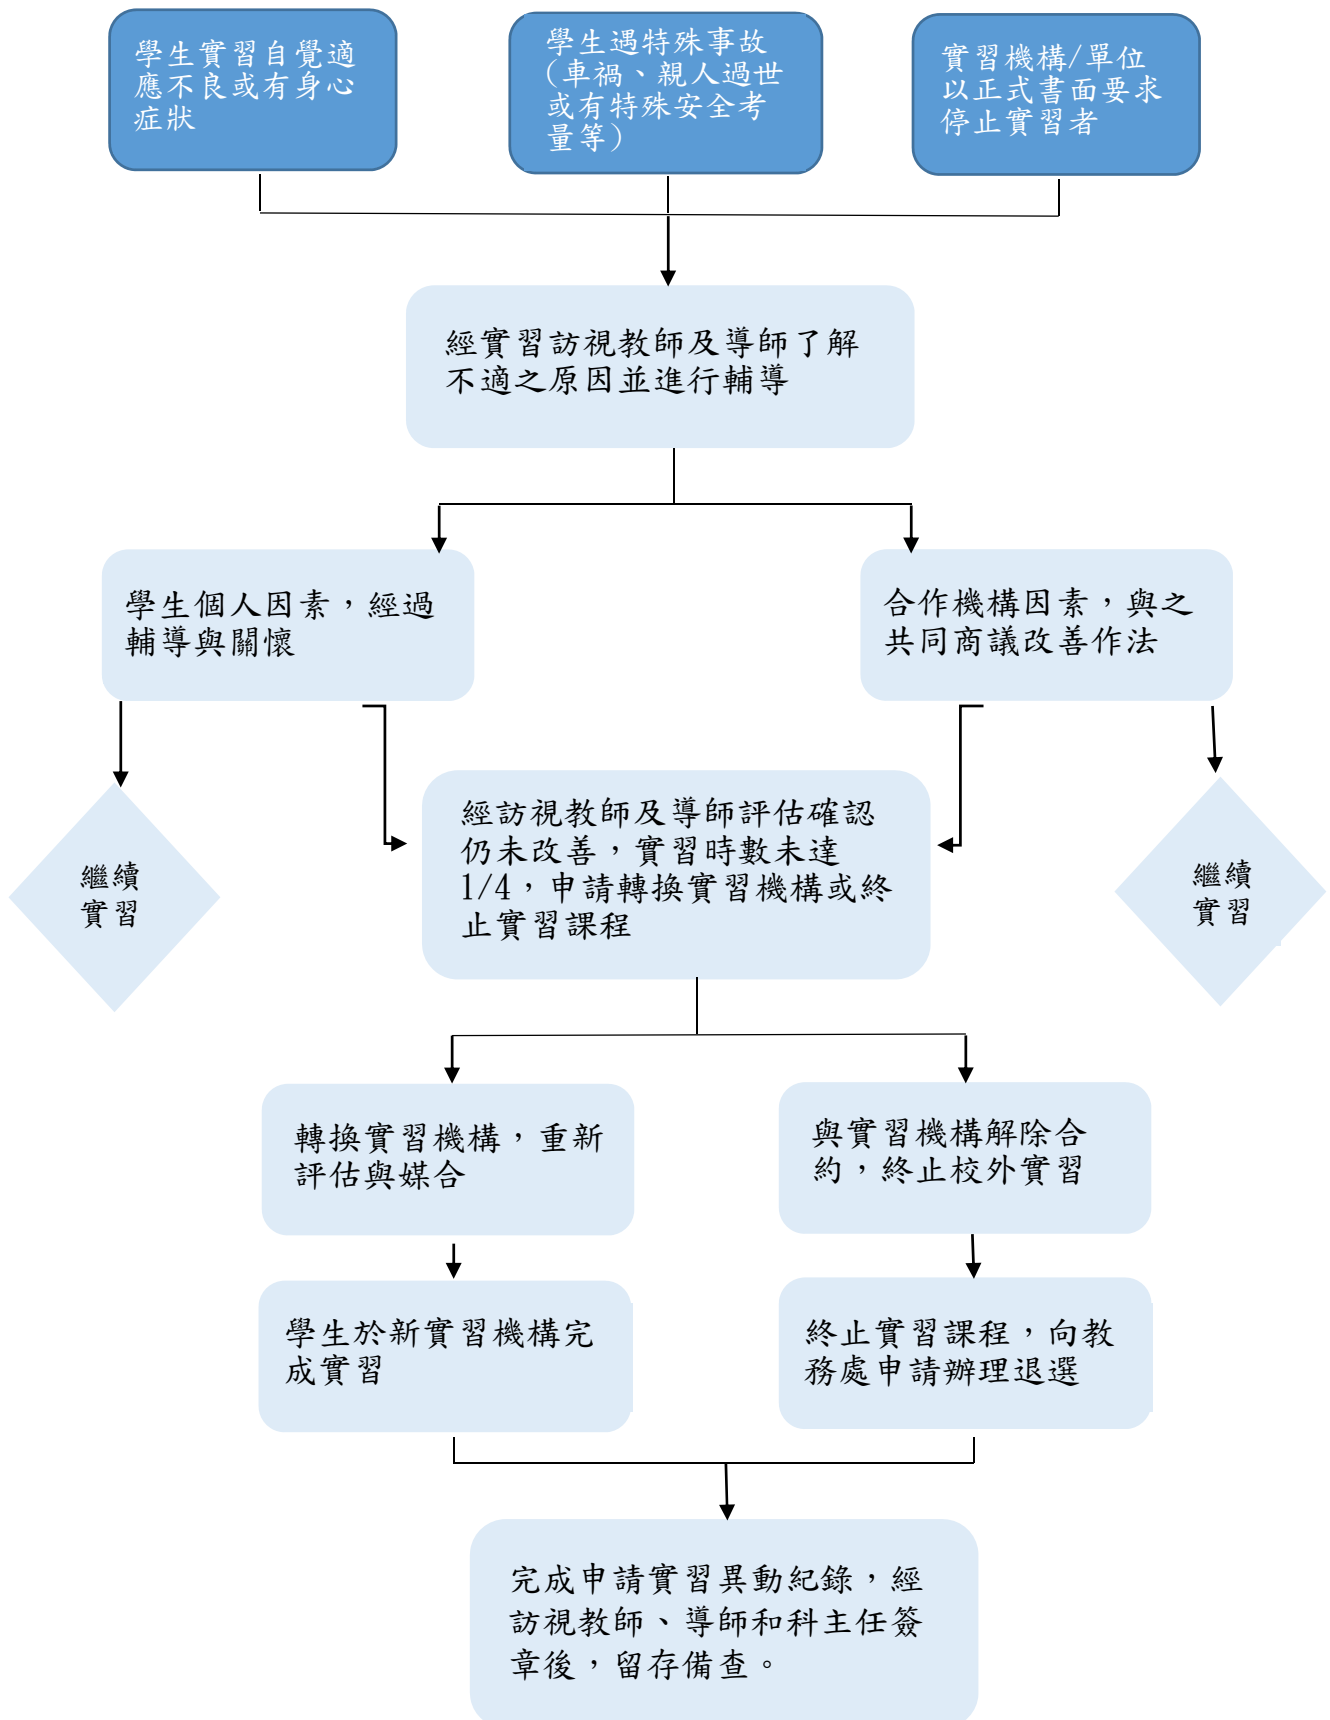 學生實習自覺適
應不良或有身心
症狀
學生遇特殊事故
(車禍、親人過世
或有特殊安全考
量等)
實習機構/單位
以正式書面要求
停止實習者
經實習訪視教師及導師了解
不適之原因並進行輔導
學生個人因素，經過
輔導與關懷
合作機構因素，與之
共同商議改善作法
繼續
實習
經訪視教師及導師評估確認
仍未改善，實習時數未達
1/4，申請轉換實習機構或終
止實習課程
繼續
實習
轉換實習機構，重新
評估與媒合
與實習機構解除合
約，終止校外實習
學生於新實習機構完
成實習
終止實習課程，向教
務處申請辦理退選
完成申請實習異動紀錄，經
訪視教師、導師和科主任簽
章後，留存備查。